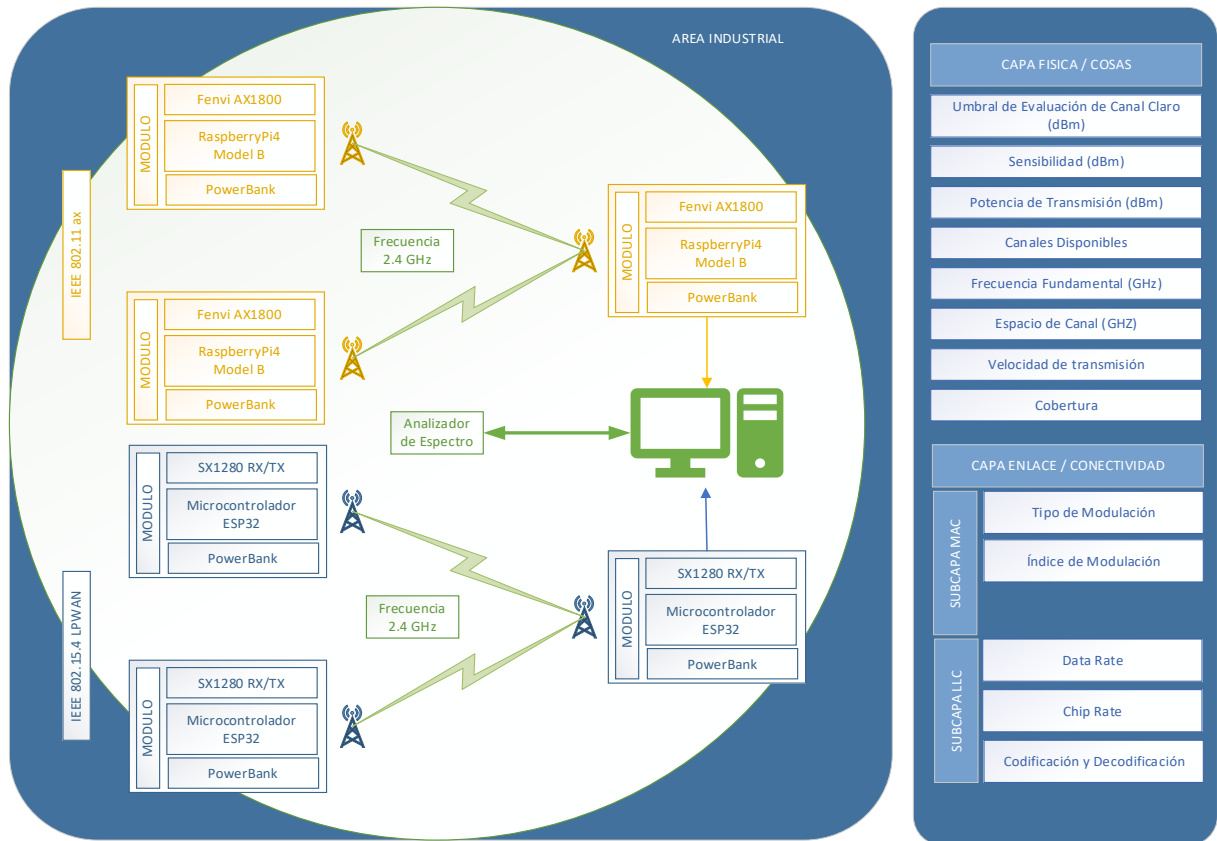 AREA INDUSTRIAL
IEEE 802.11 ax
MODULO
Fenvi AX1800
RaspberryPi4
Model B
PowerBank
MODULO
Fenvi AX1800
RaspberryPi4
Model B
PowerBank
Frecuencia
2.4 GHz
MODULO
Fenvi AX1800
RaspberryPi4
Model B
PowerBank
Analizador
de Espectro
IEEE 802.15.4 LPWAN
MODULO
SX1280 RX/TX
Microcontrolador
ESP32
PowerBank
MODULO
SX1280 RX/TX
Microcontrolador
ESP32
PowerBank
Frecuencia
2.4 GHz
MODULO
SX1280 RX/TX
Microcontrolador
ESP32
PowerBank
CAPA FISICA / COSAS
Umbral de Evaluación de Canal Claro
(dBm)
Sensibilidad (dBm)
Potencia de Transmisión (dBm)
Canales Disponibles
Frecuencia Fundamental (GHz)
Espacio de Canal (GHZ)
Velocidad de transmisión
Cobertura
CAPA ENLACE / CONECTIVIDAD
SUBCAPA MAC
Tipo de Modulación
Índice de Modulación
SUBCAPA LLC
Data Rate
Chip Rate
Codificación y Decodificación